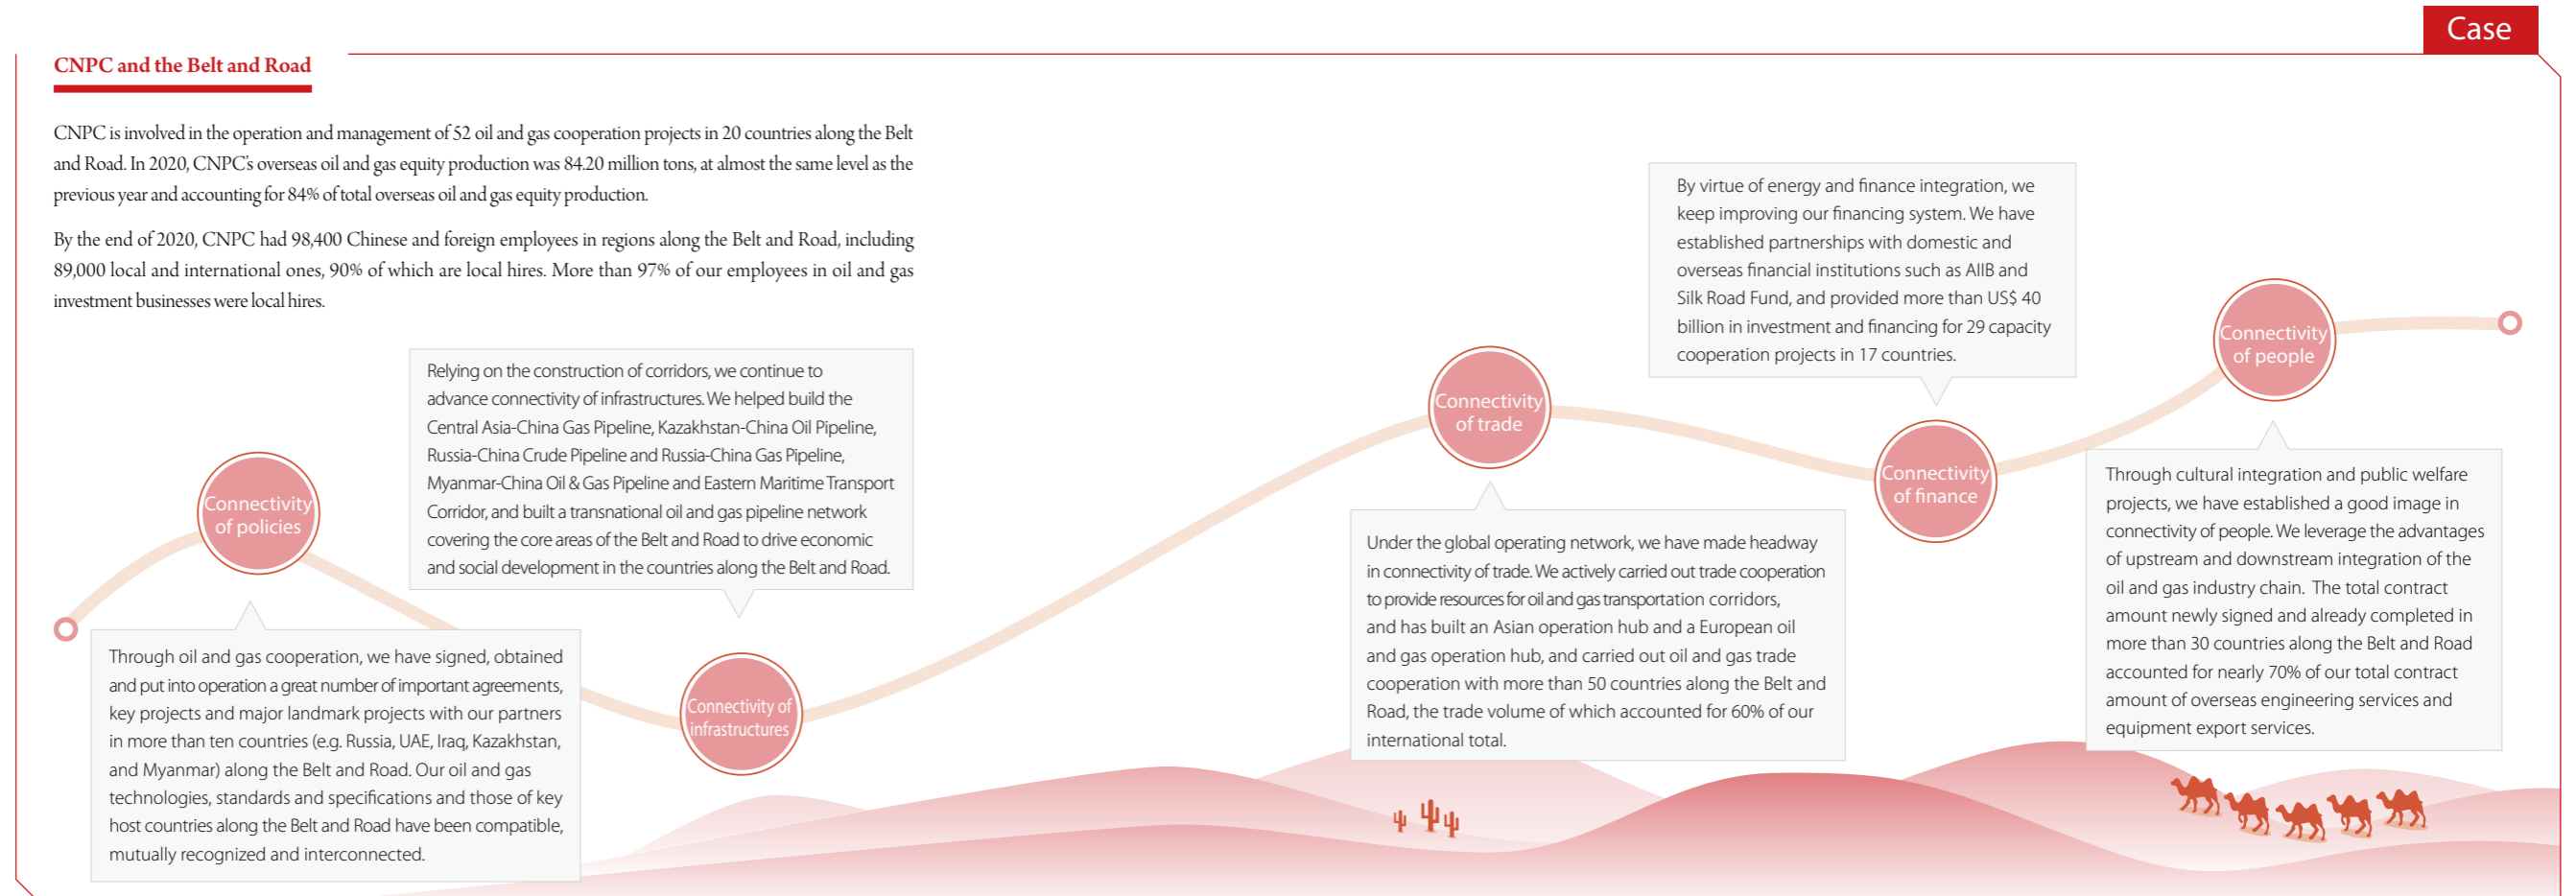 Case
CNPC and the Belt and Road
CNPC is involved in the operation and management of 52 oil and gas cooperation projects in 20 countries along the Belt
and Road. In 2020, CNPC's overseas oil and gas equity production was 84.20 million tons, at almost the same level as the
previous year and accounting for 84% of total overseas oil and gas equity production.
By the end of 2020, CNPC had 98,400 Chinese and foreign employees in regions along the Belt and Road, including
89,000 local and international ones, 90% of which are local hires. More than 97% of our employees in oil and gas
investment businesses were local hires.
Connectivity
of policies
Through oil and gas cooperation, we have signed, obtained
and put into operation a great number of important agreements,
key projects and major landmark projects with our partners
in more than ten countries (e.g. Russia, UAE, Iraq, Kazakhstan,
and Myanmar) along the Belt and Road. Our oil and gas
technologies, standards and specifications and those of key
host countries along the Belt and Road have been compatible,
mutually recognized and interconnected.
Relying on the construction of corridors, we continue to
advance connectivity of infrastructures. We helped build the
Central Asia-China Gas Pipeline, Kazakhstan-China Oil Pipeline,
Russia-China Crude Pipeline and Russia-China Gas Pipeline,
Myanmar-China Oil & Gas Pipeline and Eastern Maritime Transport
Corridor, and built a transnational oil and gas pipeline network
covering the core areas of the Belt and Road to drive economic
and social development in the countries along the Belt and Road.
Connectivity of
infrastructures
Connectivity
of trade
Under the global operating network, we have made headway
in connectivity of trade. We actively carried out trade cooperation
to provide resources for oil and gas transportation corridors,
and has built an Asian operation hub and a European oil
and gas operation hub, and carried out oil and gas trade
cooperation with more than 50 countries along the Belt and
Road, the trade volume of which accounted for 60% of our
international total.
By virtue of energy and finance integration, we
keep improving our financing system. We have
established partnerships with domestic and
overseas financial institutions such as AIIB and
Silk Road Fund, and provided more than US$ 40
billion in investment and financing for 29 capacity
cooperation projects in 17 countries.
Connectivity
of finance
Connectivity
of people
Through cultural integration and public welfare
projects, we have established a good image in
connectivity of people. We leverage the advantages
of upstream and downstream integration of the
oil and gas industry chain. The total contract
amount newly signed and already completed in
more than 30 countries along the Belt and Road
accounted for nearly 70% of our total contract
amount of overseas engineering services and
equipment export services.